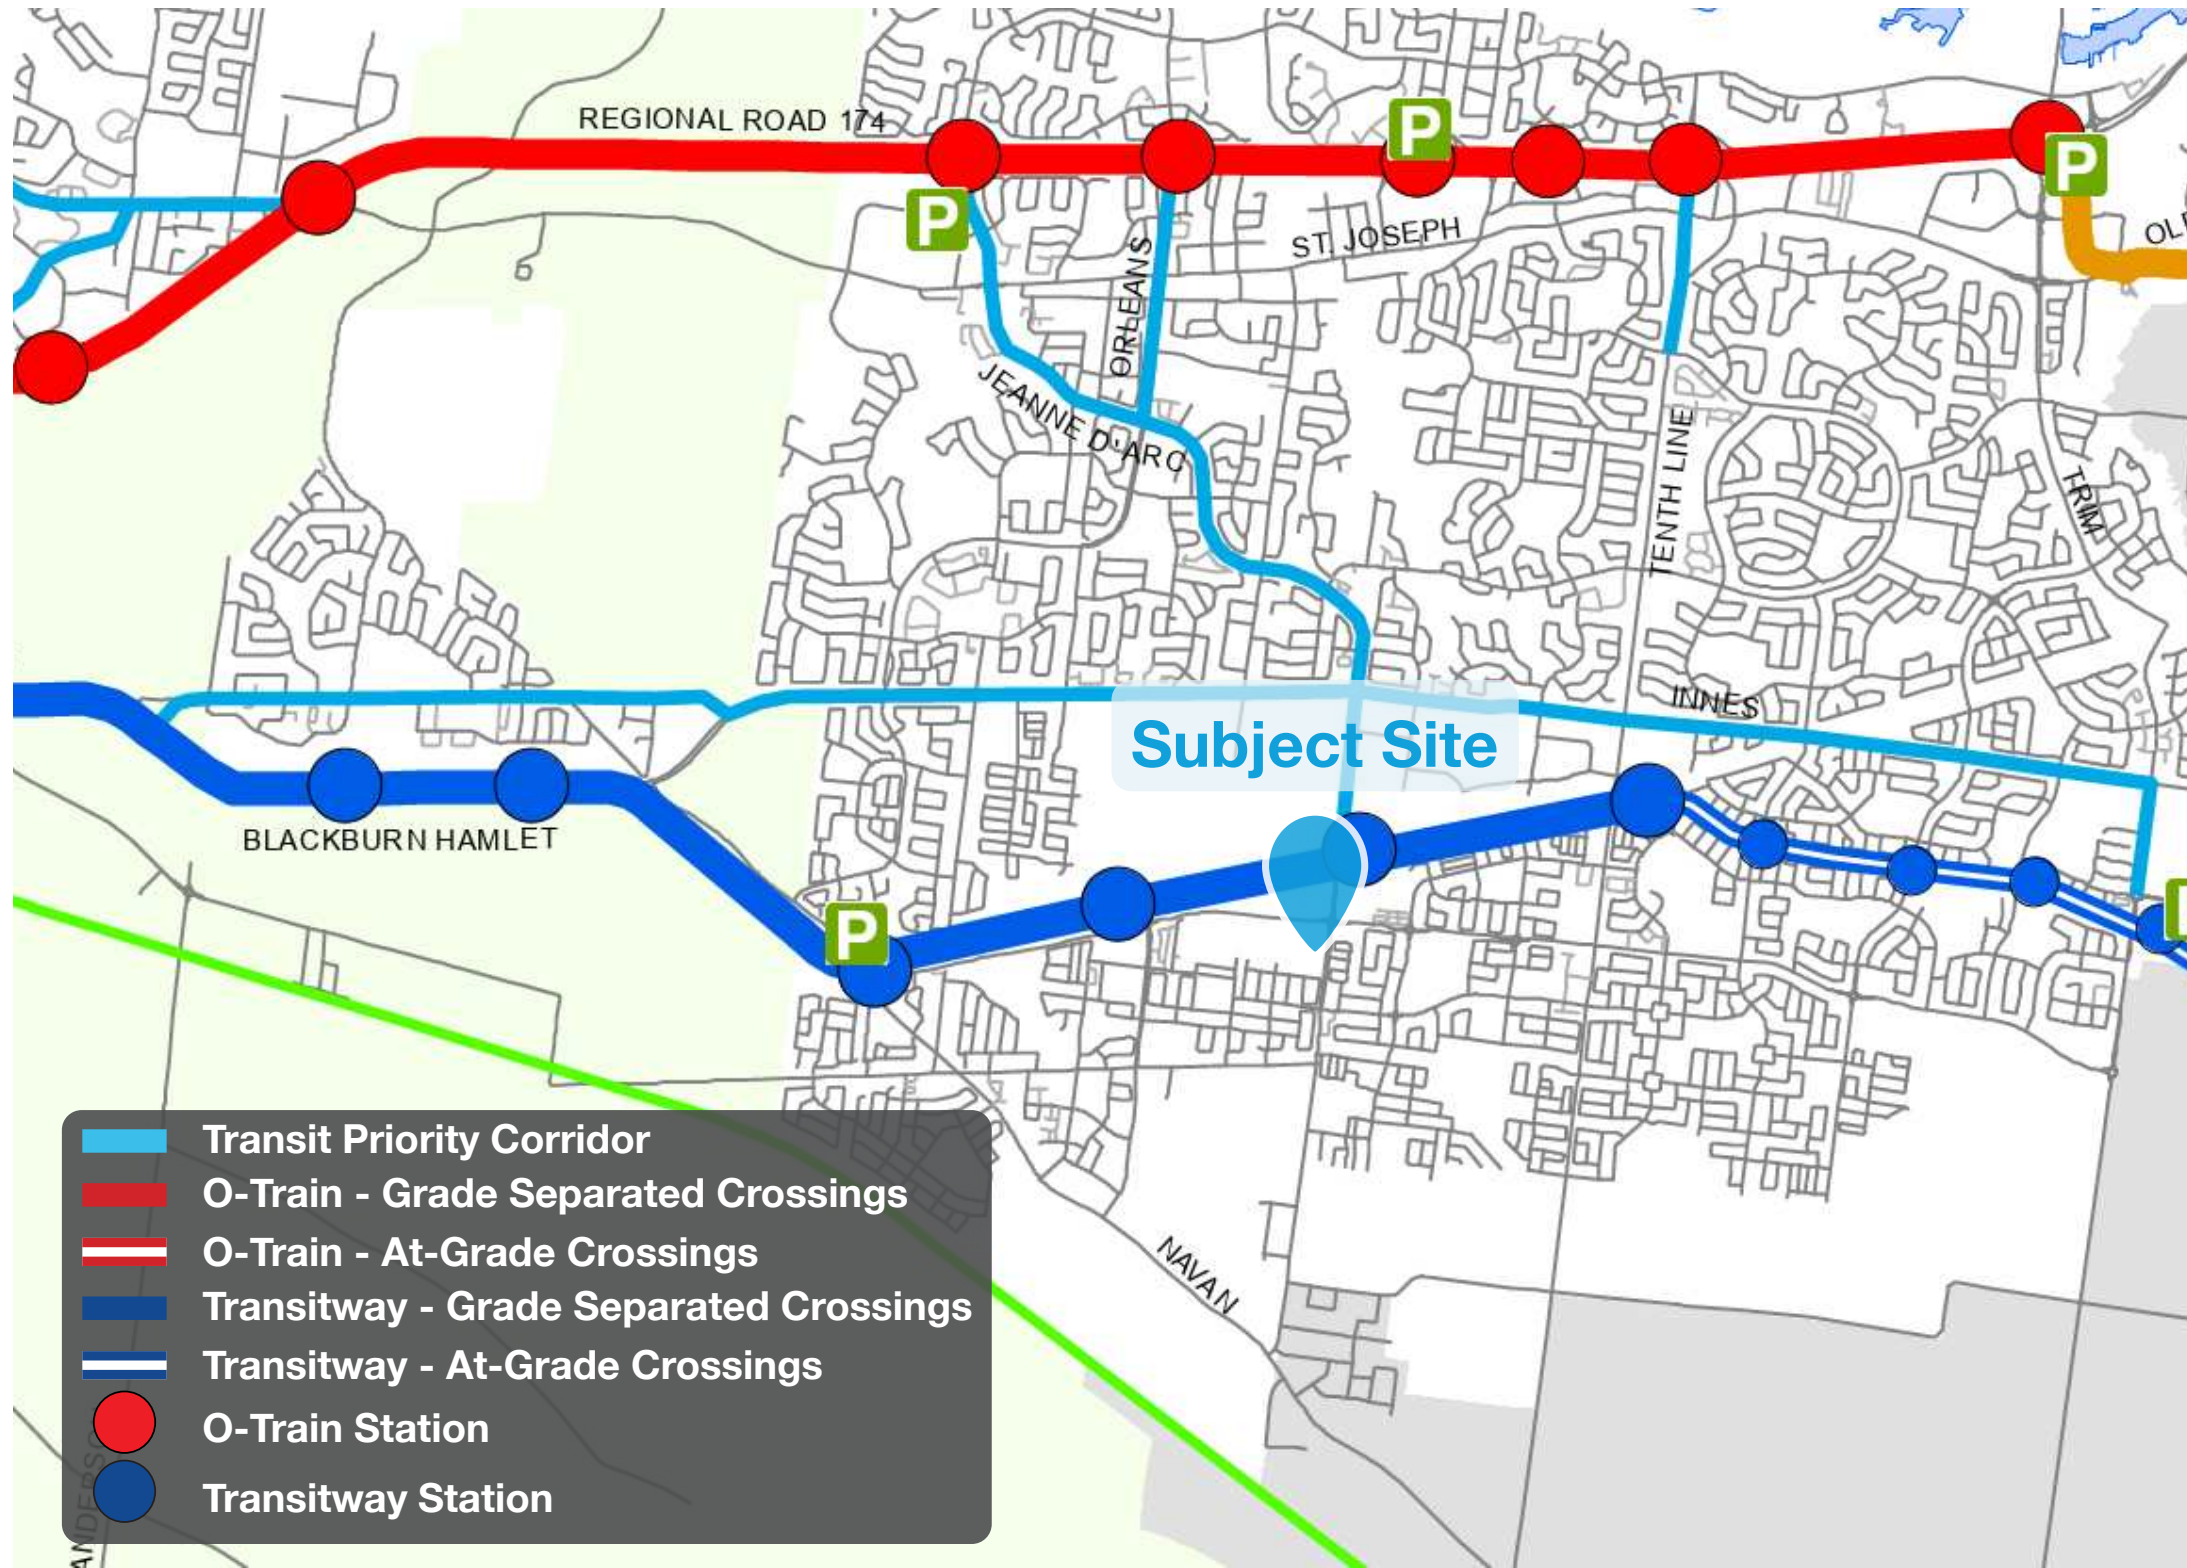 REGIONAL ROAD 174
P
P
P
P
OL
ST. JOSEPH
ORLEANS
JEANNE D'ARC
TENTH LINE
TRIM
INNES
Subject Site
BLACKBURN HAMLET
P
NAVAN
Transit Priority Corridor
O-Train - Grade Separated Crossings
O-Train - At-Grade Crossings
Transitway - Grade Separated Crossings
Transitway - At-Grade Crossings
O-Train Station
Transitway Station